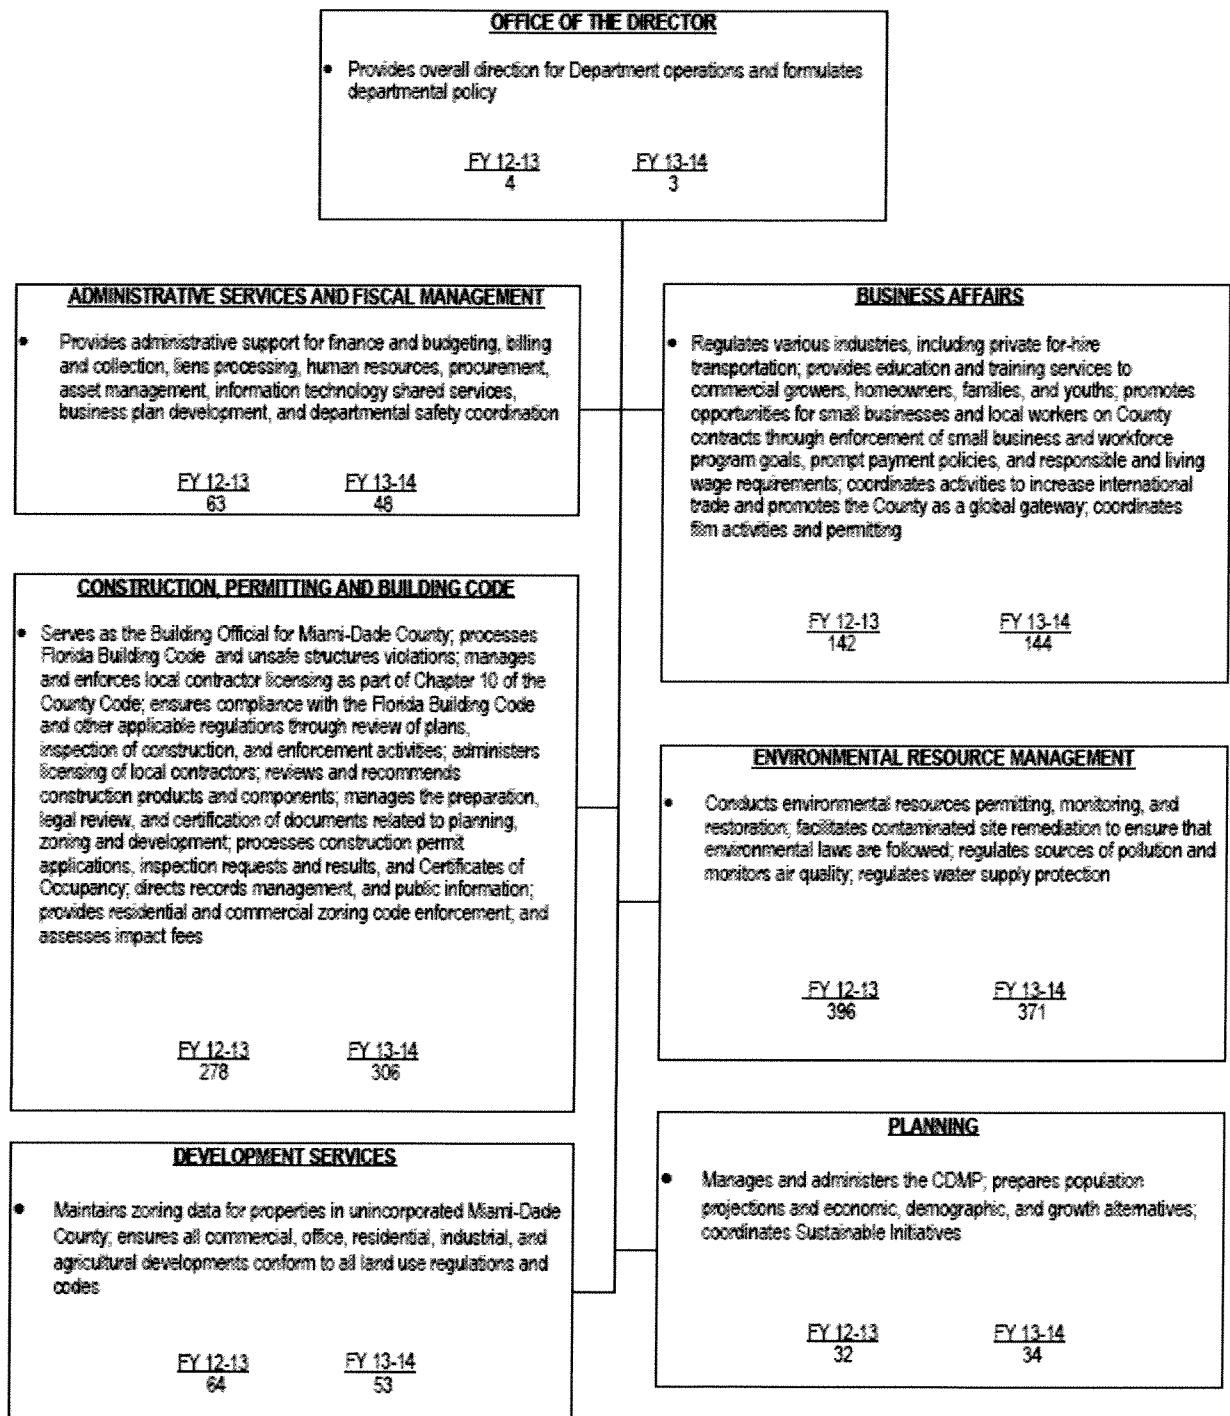 OFFICE OF THE DIRECTOR
• Provides overall direction for Department operations and formulates
departmental policy
FY 12-13 FY 13-14
4 3
ADMINISTRATIVE SERVICES AND FISCAL MANAGEMENT
• Provides administrative support for finance and budgeting, billing
and collection, liens processing, human resources, procurement,
asset management, information technology shared services,
business plan development, and departmental safety coordination
FY 12-13 FY 13-14
63 48
BUSINESS AFFAIRS
• Regulates various industries, including private for-hire
transportation; provides education and training services to
commercial growers, homeowners, families, and youths; promotes
opportunities for small businesses and local workers on County
contracts through enforcement of small business and workforce
program goals, prompt payment policies, and responsible and living
wage requirements; coordinates activities to increase international
trade and promotes the County as a global gateway; coordinates
film activities and permitting
FY 12-13 FY 13-14
142 144
CONSTRUCTION, PERMITTING AND BUILDING CODE
• Serves as the Building Official for Miami-Dade County; processes
Florida Building Code and unsafe structures violations; manages
and enforces local contractor licensing as part of Chapter 10 of the
County Code; ensures compliance with the Florida Building Code
and other applicable regulations through review of plans,
inspection of construction, and enforcement activities; administers
licensing of local contractors; reviews and recommends
construction products and components; manages the preparation,
legal review, and certification of documents related to planning,
zoning and development; processes construction permit
applications, inspection requests and results, and Certificates of
Occupancy; directs records management, and public information;
provides residential and commercial zoning code enforcement; and
assesses impact fees
FY 12-13 FY 13-14
278 306
ENVIRONMENTAL RESOURCE MANAGEMENT
• Conducts environmental resources permitting, monitoring, and
restoration; facilitates contaminated site remediation to ensure that
environmental laws are followed; regulates sources of pollution and
monitors air quality; regulates water supply protection
FY 12-13 FY 13-14
396 371
DEVELOPMENT SERVICES
• Maintains zoning data for properties in unincorporated Miami-Dade
County; ensures all commercial, office, residential, industrial, and
agricultural developments conform to all land use regulations and
codes
FY 12-13 FY 13-14
64 53
PLANNING
• Manages and administers the CDMP; prepares population
projections and economic, demographic, and growth alternatives;
coordinates Sustainable Initiatives
FY 12-13 FY 13-14
32 34